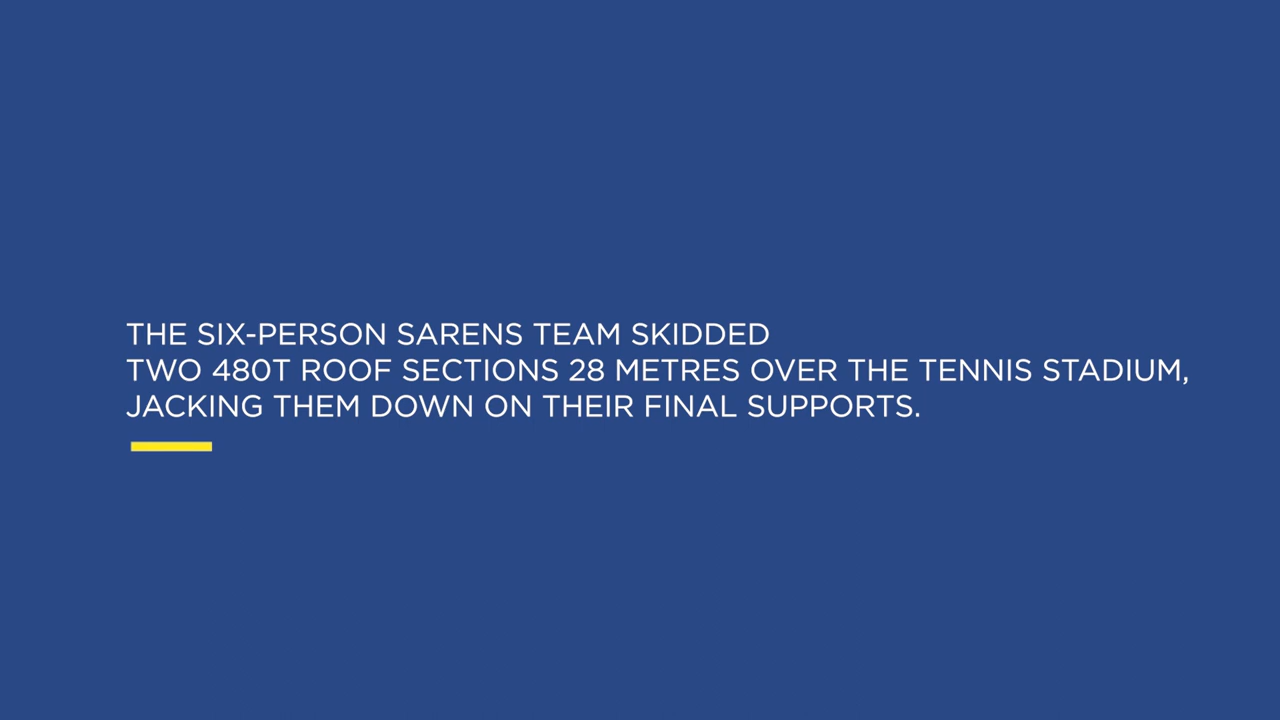 THE SIX-PERSON SARENS TEAM SKIDDED
TWO 480T ROOF SECTIONS 28 METRES OVER THE TENNIS STADIUM,
JACKING THEM DOWN ON THEIR FINAL SUPPORTS.